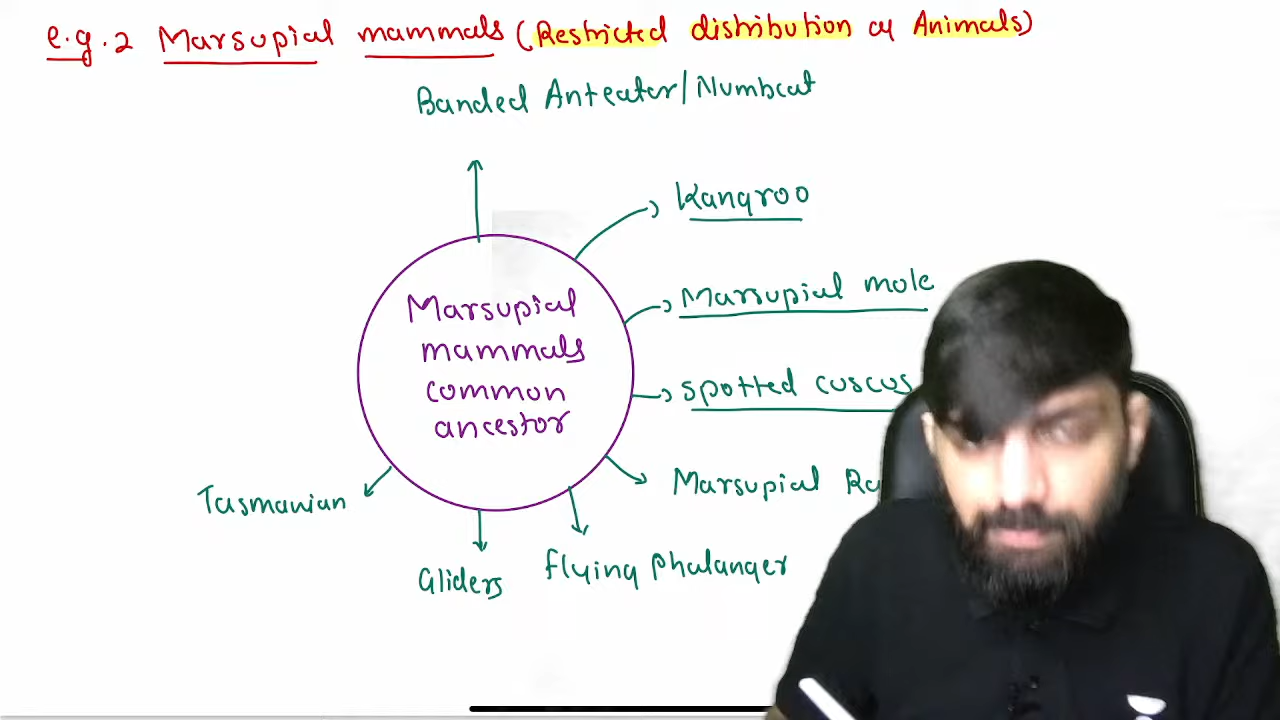 e.g.2 Marsupial mammals (Restricted distribution of Animals)
Banded Anteater/Numbcat
Kangroo
Marsupial mole
Marsupial
mammals
common
ancestor
spotted cuscus
Marsupial
Tasmanian
Gliders
flying phalanger